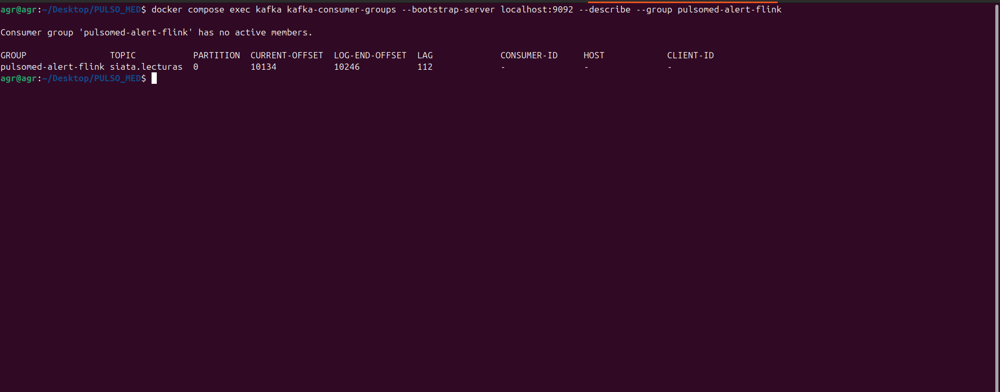 agr@agr:~/Desktop/PULSO_MED$ docker compose exec kafka kafka-consumer-groups --bootstrap-server localhost:9092 --describe --group pulsomed-alert-flink
Consumer group 'pulsomed-alert-flink' has no active members.
GROUP TOPIC PARTITION CURRENT-OFFSET LOG-END-OFFSET LAG CONSUMER-ID HOST CLIENT-ID
pulsomed-alert-flink siata.lecturas 0 10134 10246 112 - - -
agr@agr:~/Desktop/PULSO_MED$